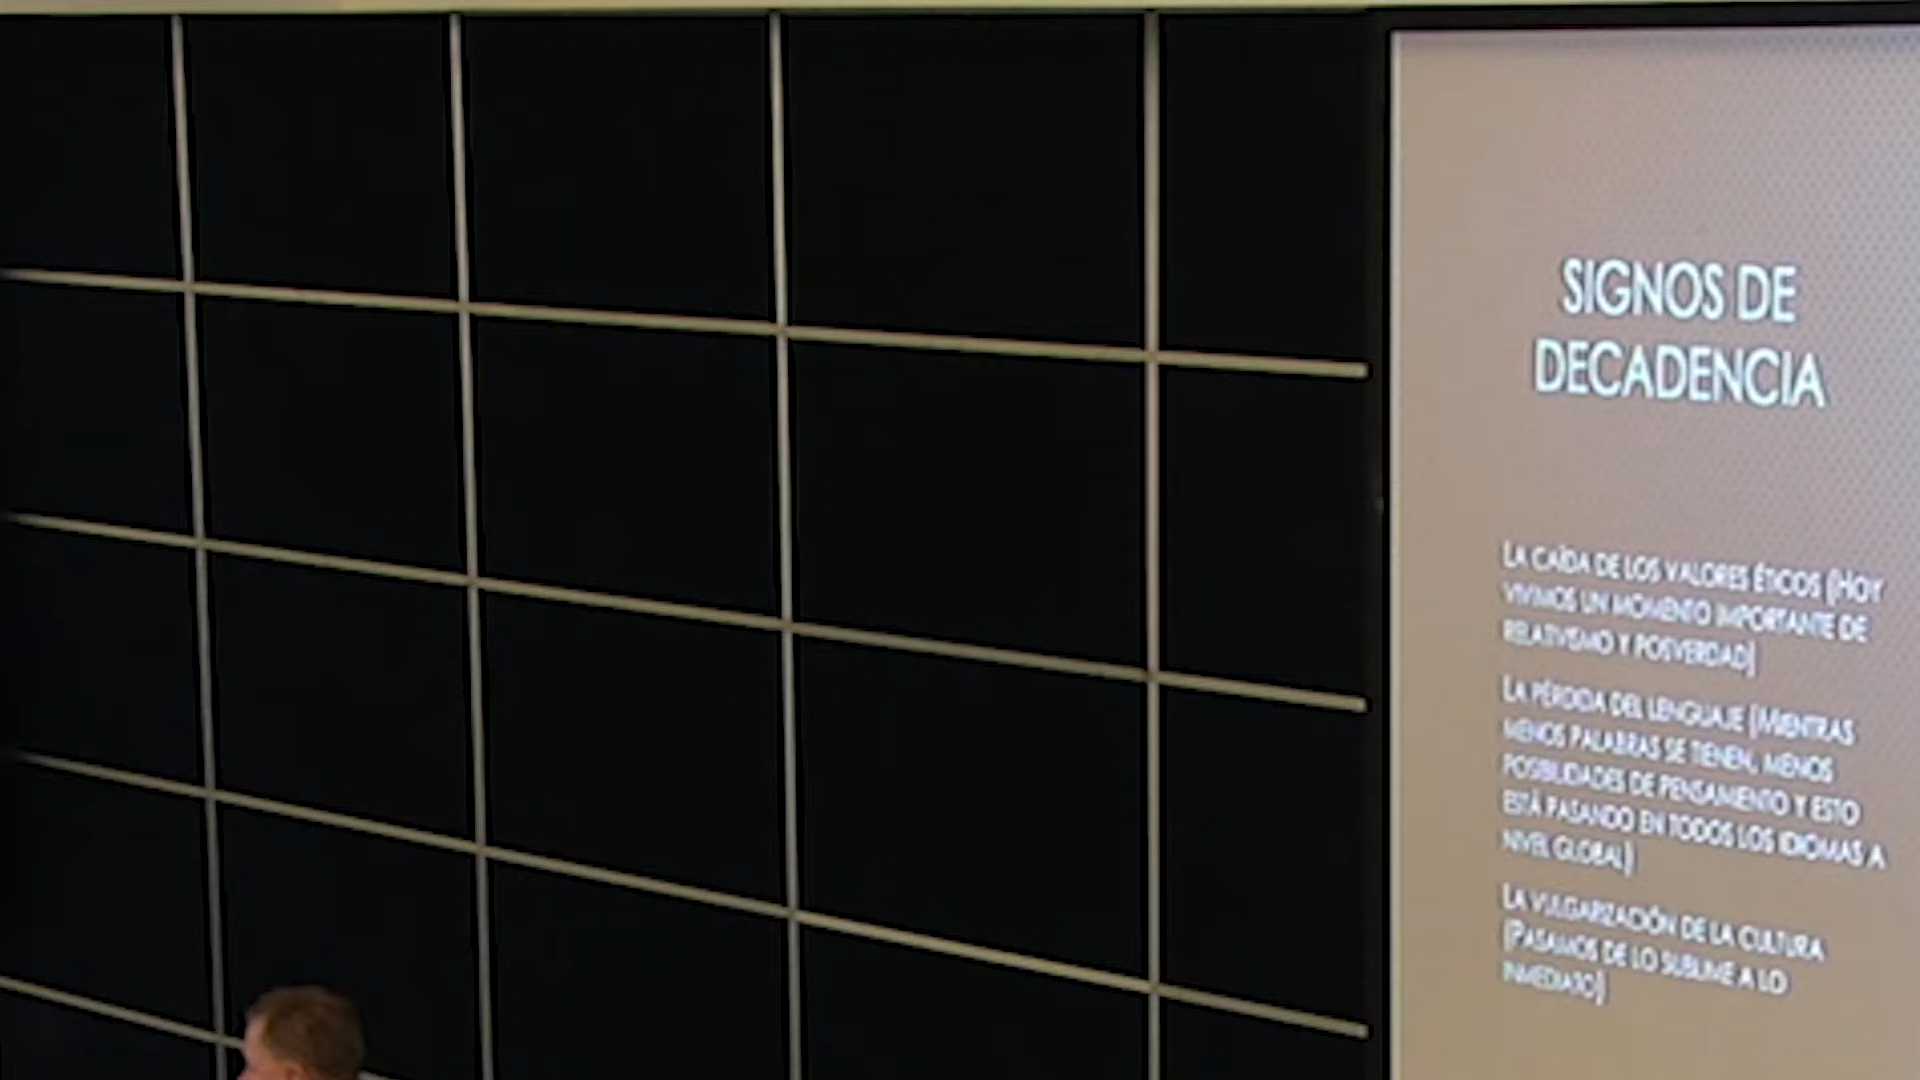 SIGNOS DE
DECADENCIA
LA CAÍDA DE LOS VALORES ÉTICOS (HOY
VIVIMOS UN MOMENTO IMPORTANTE DE
RELATIVISMO Y POSVERDAD)
LA PÉRDIDA DEL LENGUAJE (MIENTRAS
MENOS PALABRAS SE TIENEN, MENOS
POSIBILIDADES DE PENSAMIENTO Y ESTO
ESTÁ PASANDO EN TODOS LOS IDIOMAS A
NIVEL GLOBAL)
LA VULGARIZACIÓN DE LA CULTURA
(PASAMOS DE LO SUBLIME A LO
INMEDIATO)